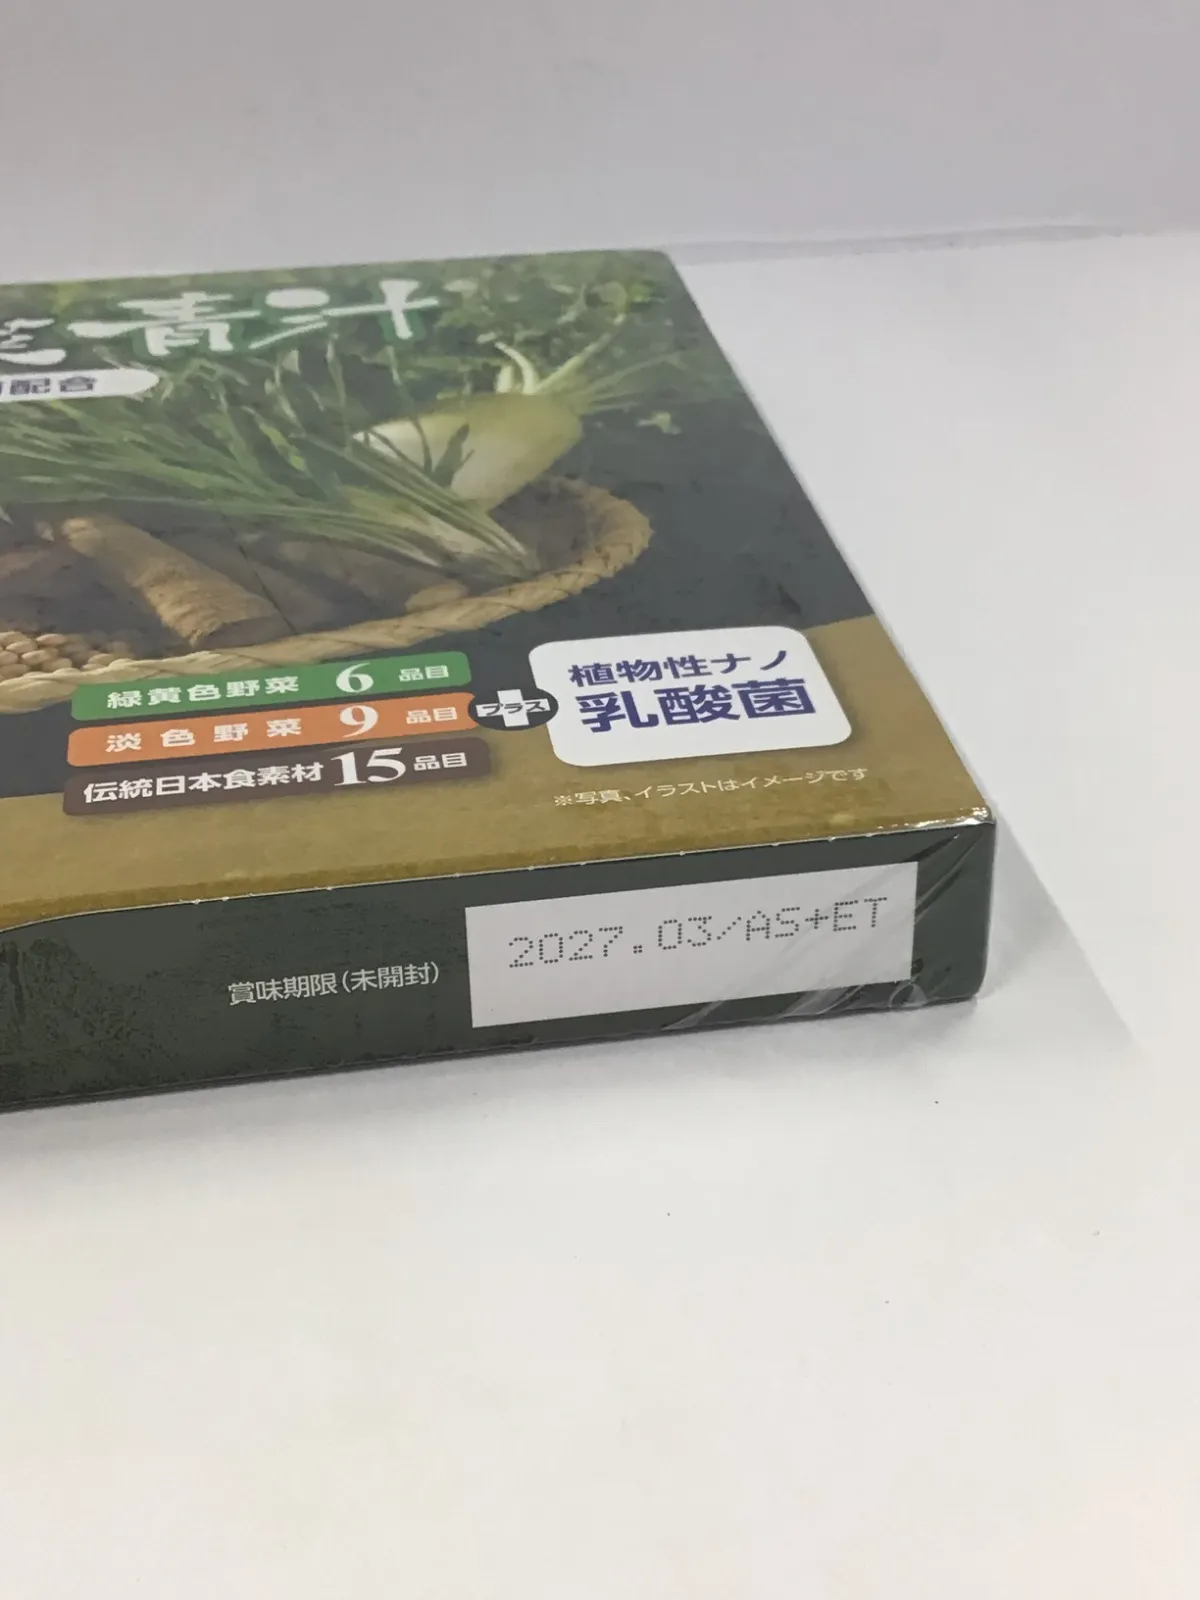 青汁
配合
緑黄色野菜 6 品目
淡色野菜 9 品目
伝統日本食素材 15 品目
プラス
植物性ナノ
乳酸菌
※写真、イラストはイメージです
賞味期限(未開封)
2027.03/AS+ET